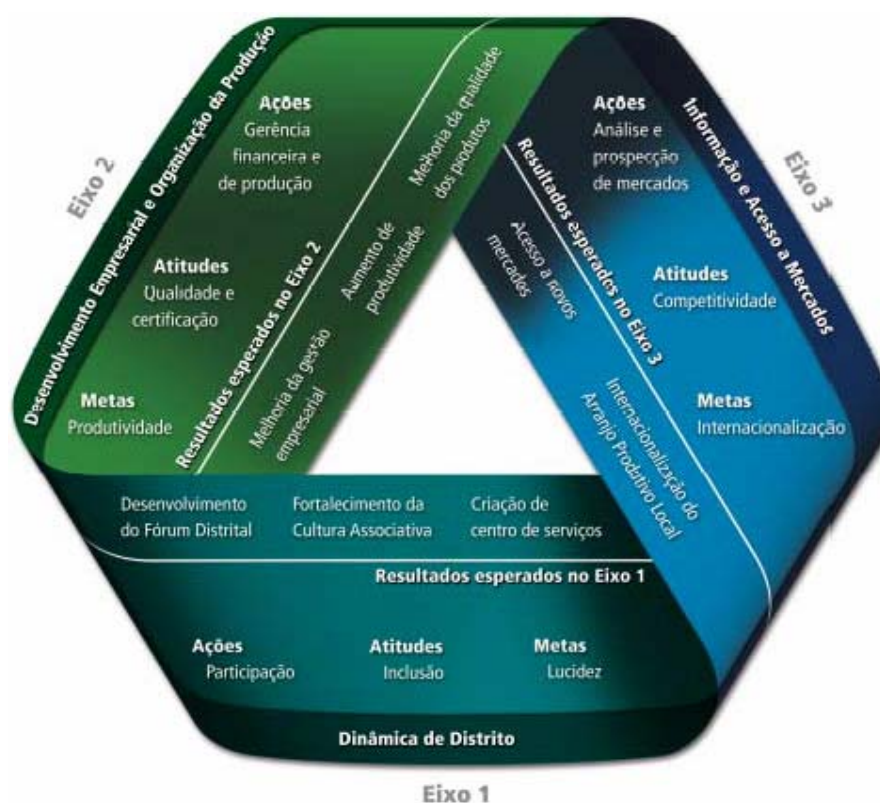 Eixo 2
Desenvolvimento Empresarial e Organização da Produção
Ações
Gerência
financeira e
de produção
Atitudes
Qualidade e
certificação
Metas
Produtividade
Resultados esperados no Eixo 2
Melhoria da qualidade
dos produtos
Aumento de
produtividade
Melhoria da gestão
empresarial
Eixo 3
Informação e Acesso a Mercados
Ações
Análise e
prospecção
de mercados
Atitudes
Competitividade
Metas
Internacionalização
Resultados esperados no Eixo 3
Acesso a novos
mercados
Internacionalização do
Arranjo Produtivo Local
Desenvolvimento
do Fórum Distrital
Fortalecimento da
Cultura Associativa
Criação de
centro de serviços
Resultados esperados no Eixo 1
Ações
Participação
Atitudes
Inclusão
Metas
Lucidez
Dinâmica de Distrito
Eixo 1